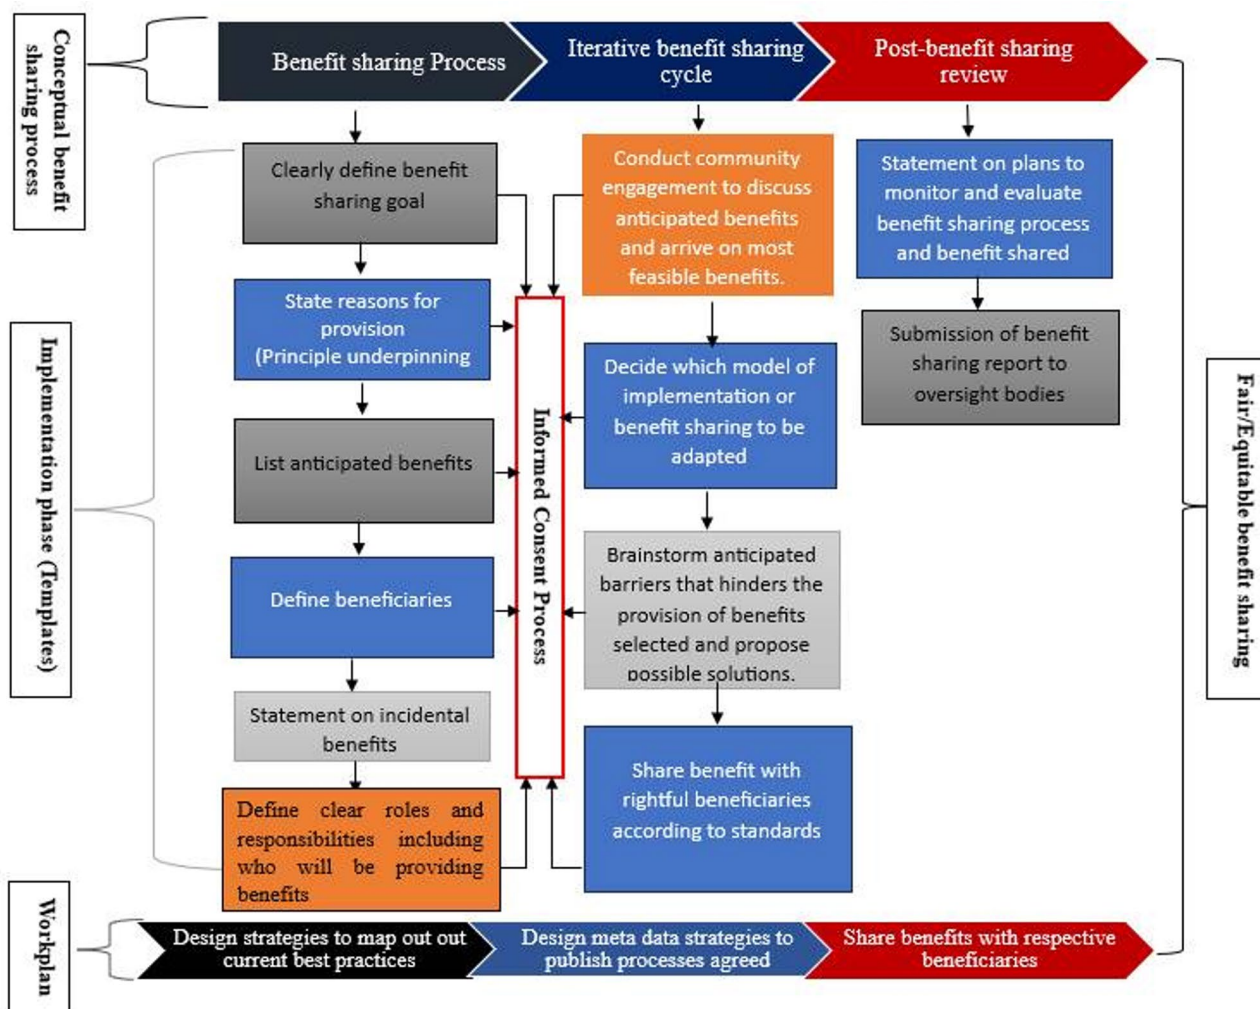 Conceptual benefit
sharing process
Benefit sharing Process
Iterative benefit sharing
cycle
Post-benefit sharing
review
Implementation phase (Templates)
Clearly define benefit
sharing goal
State reasons for
provision
(Principle underpinning
List anticipated benefits
Define beneficiaries
Statement on incidental
benefits
Define clear roles and
responsibilities including
who will be providing
benefits
Informed Consent Process
Conduct community
engagement to discuss
anticipated benefits
and arrive on most
feasible benefits.
Decide which model of
implementation or
benefit sharing to be
adapted
Brainstorm anticipated
barriers that hinders the
provision of benefits
selected and propose
possible solutions.
Share benefit with
rightful beneficiaries
according to standards
Statement on plans to
monitor and evaluate
benefit sharing process
and benefit shared
Submission of benefit
sharing report to
oversight bodies
Fair/Equitable benefit sharing
Workplan
Design strategies to map out out
current best practices
Design meta data strategies to
publish processes agreed
Share benefits with respective
beneficiaries